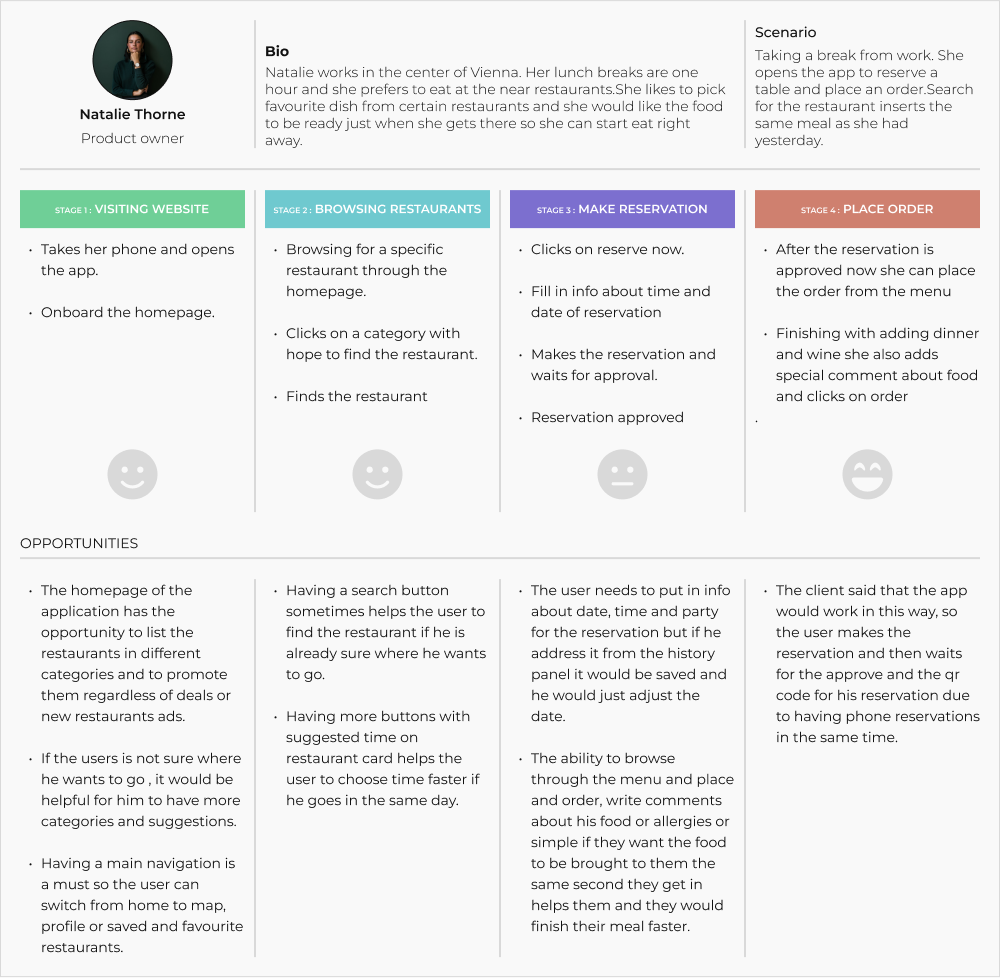 Natalie Thorne
Product owner
Bio
Natalie works in the center of Vienna. Her lunch breaks are one
hour and she prefers to eat at the near restaurants.She likes to pick
favourite dish from certain restaurants and she would like the food
to be ready just when she gets there so she can start eat right
away.
Scenario
Taking a break from work. She
opens the app to reserve a
table and place an order.Search
for the restaurant inserts the
same meal as she had
yesterday.
STAGE 1 : VISITING WEBSITE
• Takes her phone and opens
the app.
• Onboard the homepage.
STAGE 2 : BROWSING RESTAURANTS
• Browsing for a specific
restaurant through the
homepage.
• Clicks on a category with
hope to find the restaurant.
• Finds the restaurant
STAGE 3 : MAKE RESERVATION
• Clicks on reserve now.
• Fill in info about time and
date of reservation
• Makes the reservation and
waits for approval.
• Reservation approved
STAGE 4 : PLACE ORDER
• After the reservation is
approved now she can place
the order from the menu
• Finishing with adding dinner
and wine she also adds
special comment about food
and clicks on order
.
OPPORTUNITIES
• The homepage of the
application has the
opportunity to list the
restaurants in different
categories and to promote
them regardless of deals or
new restaurants ads.
• If the users is not sure where
he wants to go , it would be
helpful for him to have more
categories and suggestions.
• Having a main navigation is
a must so the user can
switch from home to map,
profile or saved and favourite
restaurants.
• Having a search button
sometimes helps the user to
find the restaurant if he is
already sure where he wants
to go.
• Having more buttons with
suggested time on
restaurant card helps the
user to choose time faster if
he goes in the same day.
• The user needs to put in info
about date, time and party
for the reservation but if he
address it from the history
panel it would be saved and
he would just adjust the
date.
• The ability to browse
through the menu and place
and order, write comments
about his food or allergies or
simple if they want the food
to be brought to them the
same second they get in
helps them and they would
finish their meal faster.
• The client said that the app
would work in this way, so
the user makes the
reservation and then waits
for the approve and the qr
code for his reservation due
to having phone reservations
in the same time.